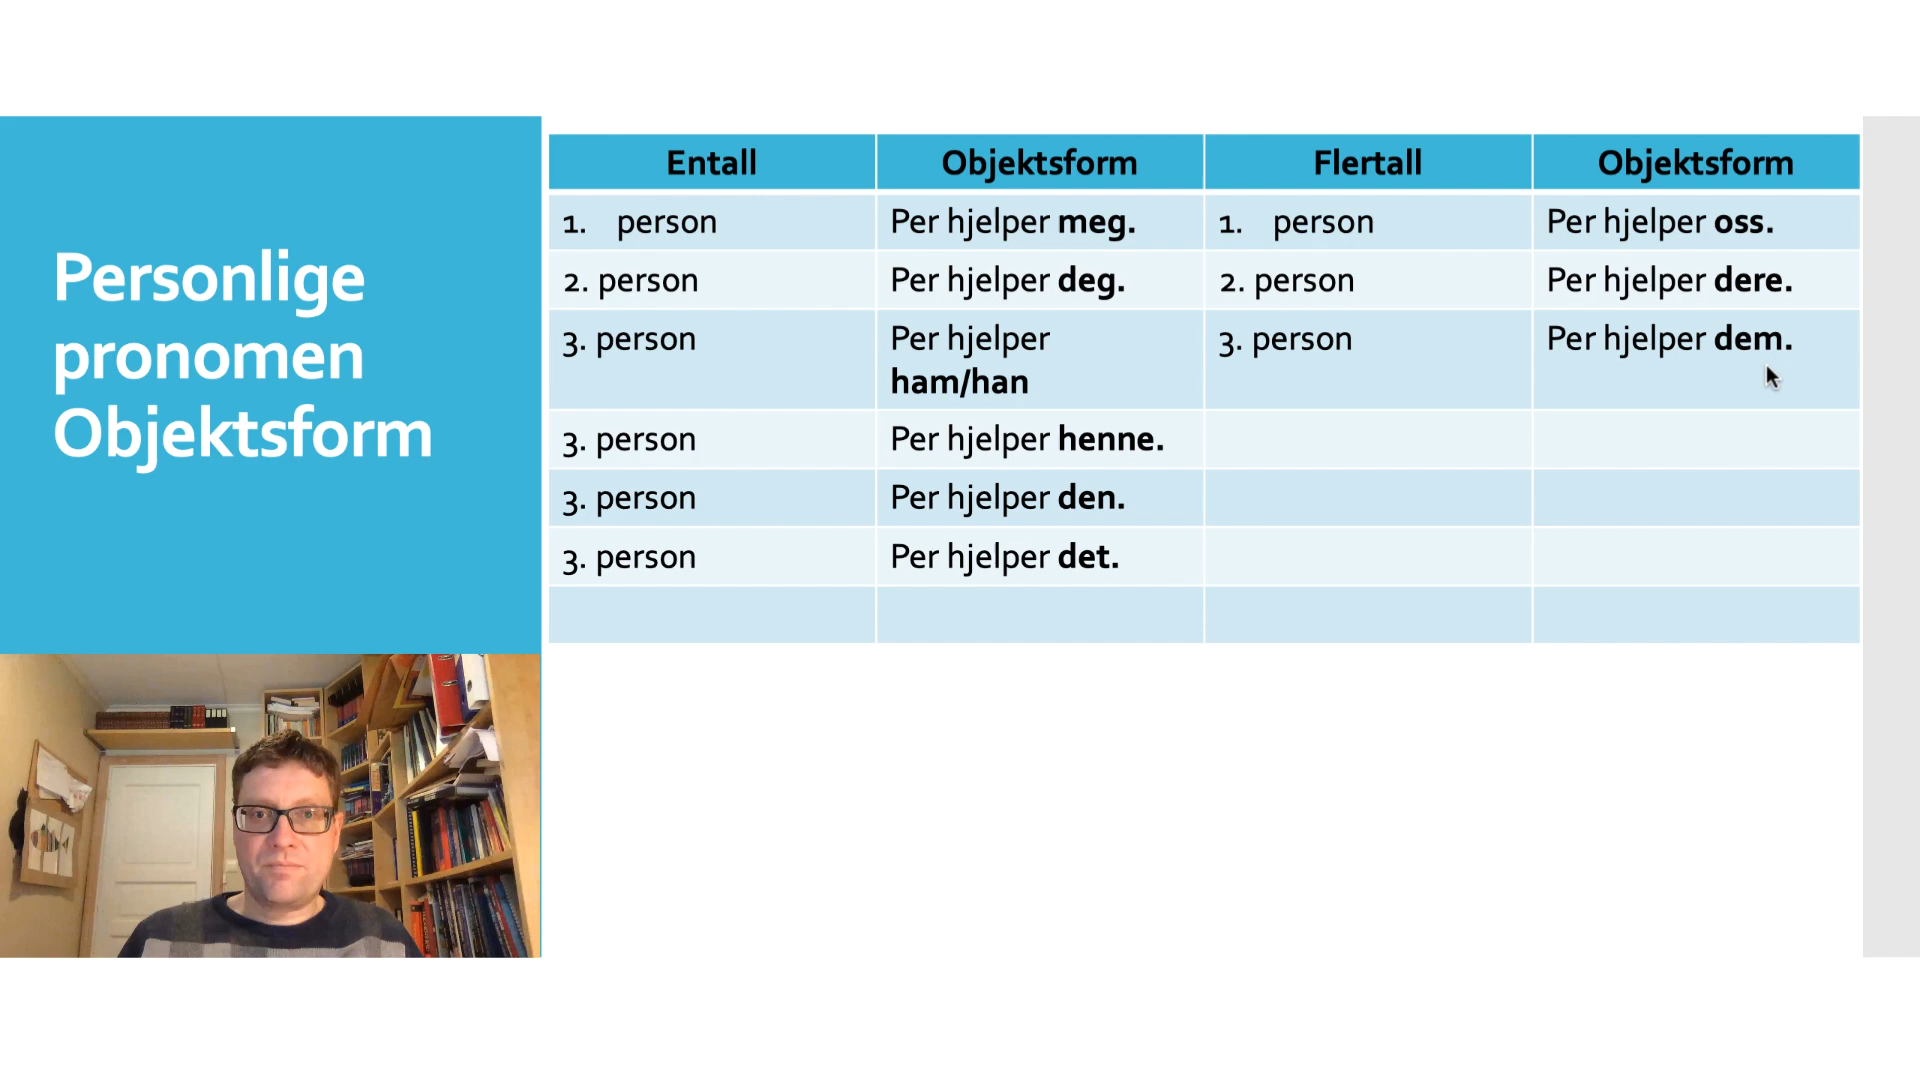 Personlige
pronomen
Objektsform
Entall Objektsform Flertall Objektsform
1. person Per hjelper meg. 1. person Per hjelper oss.
2. person Per hjelper deg. 2. person Per hjelper dere.
3. person Per hjelper 3. person Per hjelper dem.
ham/han
3. person Per hjelper henne.
3. person Per hjelper den.
3. person Per hjelper det.